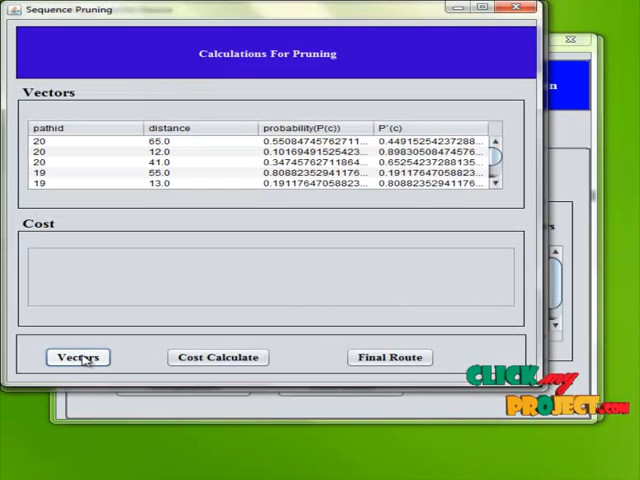 Sequence Pruning
Calculations For Pruning
Vectors
pathid distance probability(P(c)) P`(c)
20 65.0 0.55084745762711... 0.44915254237288...
20 12.0 0.10169491525423... 0.89830508474576...
20 41.0 0.34745762711864... 0.65254237288135...
19 55.0 0.80882352941176... 0.19117647058823...
19 13.0 0.19117647058823... 0.80882352941176...
Cost
Vectors Cost Calculate Final Route
CLICK my
PROJECT.COM